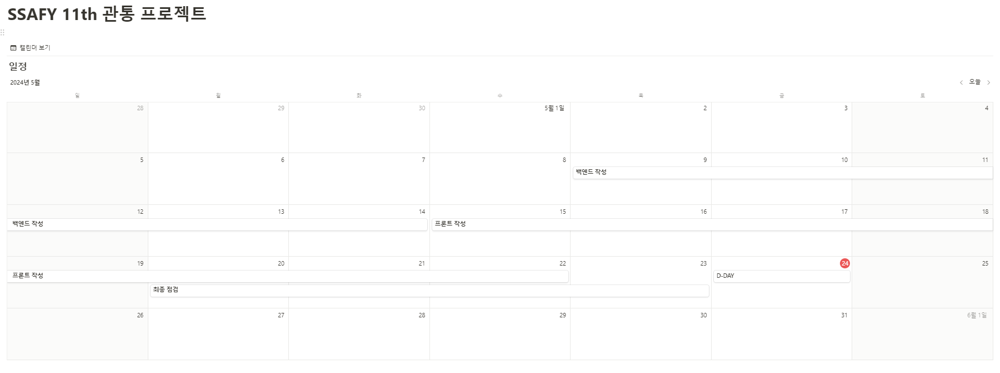 SSAFY 11th 관통 프로젝트
캘린더 보기
일정
2024년 5월
오늘
일 월 화 수 목 금 토
28 29 30 5월 1일 2 3 4
5 6 7 8 9 10 11
백엔드 작성
12 13 14 15 16 17 18
백엔드 작성 프론트 작성
19 20 21 22 23 24 25
프론트 작성 D-DAY
최종 점검
26 27 28 29 30 31 6월 1일